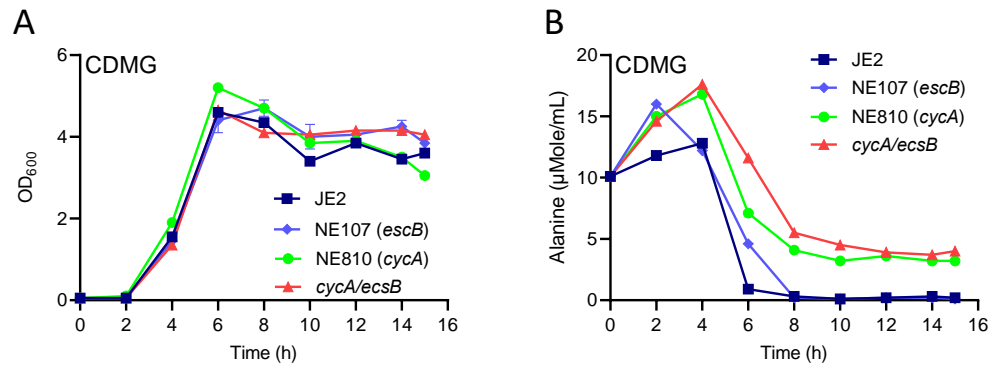 A
CDMG
OD600
6
4
2
0
0 2 4 6 8 10 12 14 16
Time (h)
JE2
NE107 (escB)
NE810 (cycA)
cycA/ecsB
B
CDMG
Alanine (µMole/mL)
20
15
10
5
0
0 2 4 6 8 10 12 14 16
Time (h)
JE2
NE107 (escB)
NE810 (cycA)
cycA/ecsB